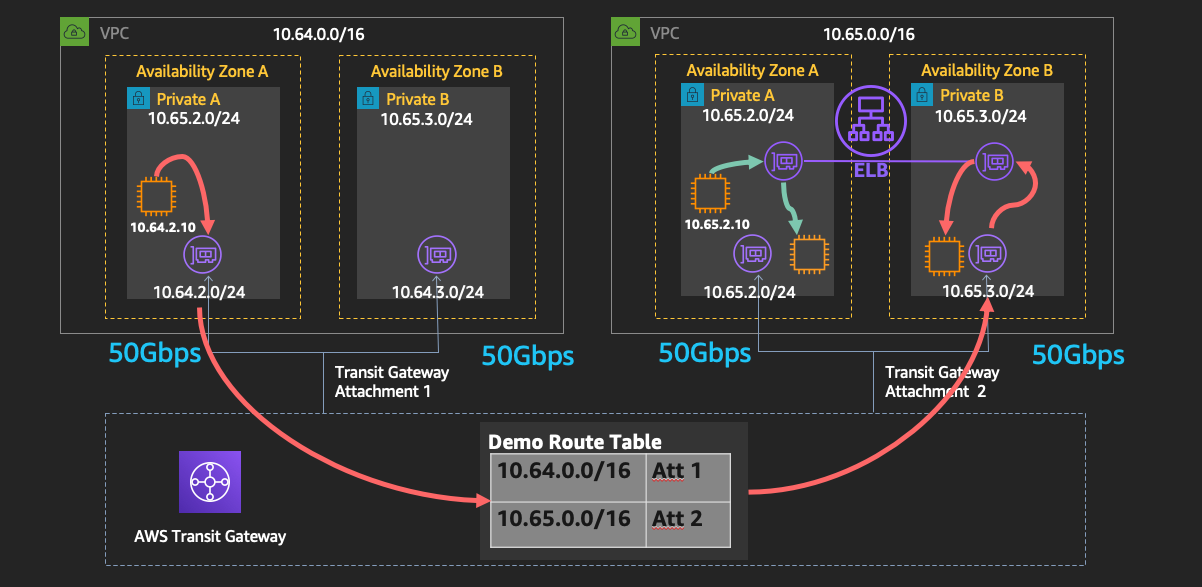 VPC
10.64.0.0/16
Availability Zone A
Private A
10.65.2.0/24
10.64.2.10
10.64.2.0/24
Availability Zone B
Private B
10.65.3.0/24
10.64.3.0/24
VPC
10.65.0.0/16
Availability Zone A
Private A
10.65.2.0/24
10.65.2.10
10.65.2.0/24
ELB
Availability Zone B
Private B
10.65.3.0/24
10.65.3.0/24
50Gbps
50Gbps
50Gbps
50Gbps
Transit Gateway
Attachment 1
Transit Gateway
Attachment 2
AWS Transit Gateway
Demo Route Table
10.64.0.0/16 Att 1
10.65.0.0/16 Att 2